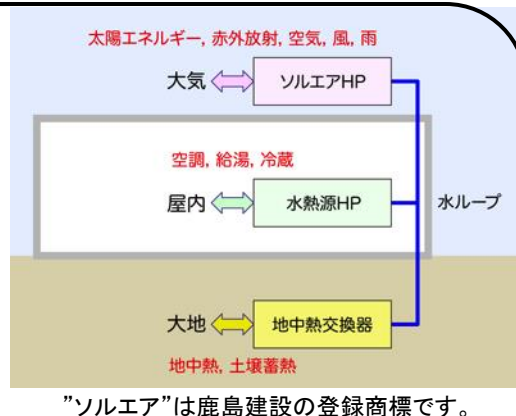 太陽エネルギー, 赤外放射, 空気, 風, 雨
大気 ソルエアHP
空調, 給湯, 冷蔵
屋内 水熱源HP 水ループ
大地 地中熱交換器
地中熱, 土壌蓄熱
”ソルエア”は鹿島建設の登録商標です。